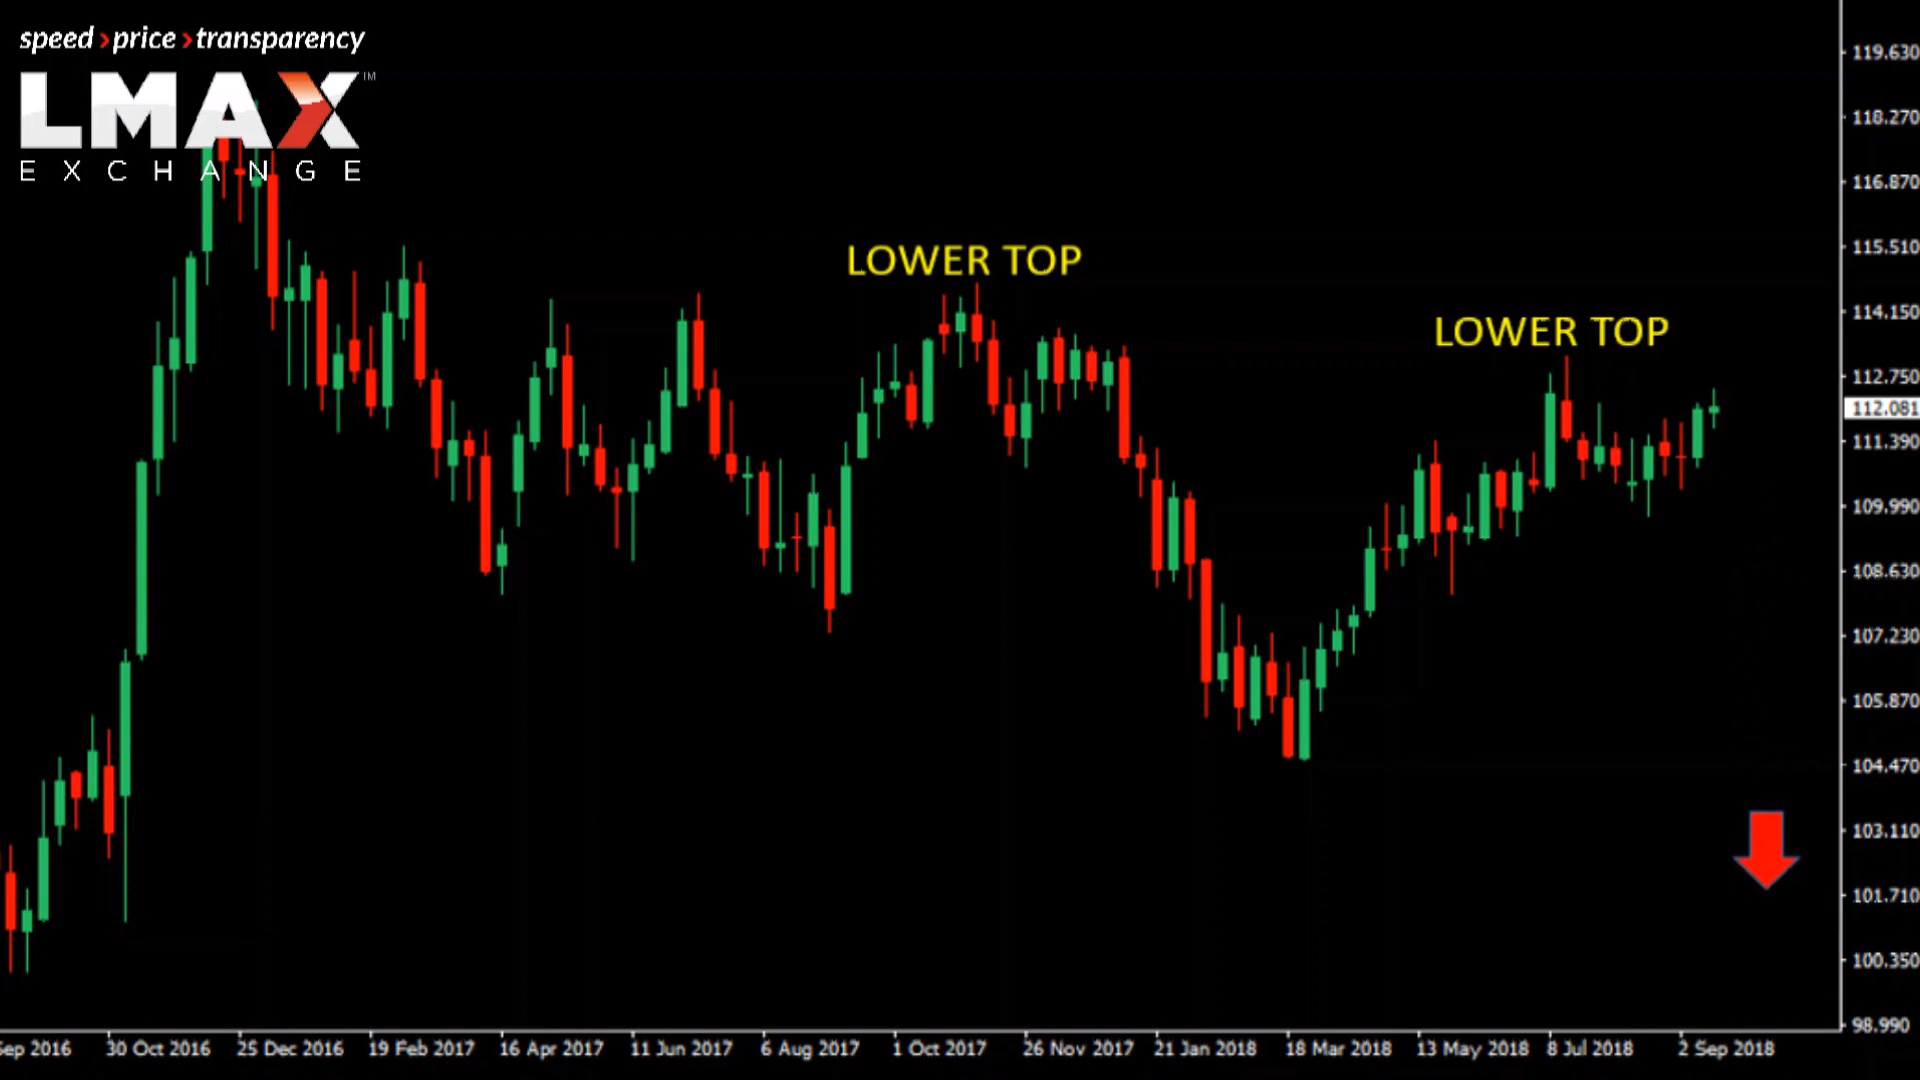 speed›price›transparency
LMAX™
EXCHANGE
LOWER TOP
LOWER TOP
119.630
118.270
116.870
115.510
114.150
112.750
112.081
111.390
109.990
108.630
107.230
105.870
104.470
103.110
101.710
100.350
98.990
Sep 2016 30 Oct 2016 25 Dec 2016 19 Feb 2017 16 Apr 2017 11 Jun 2017 6 Aug 2017 1 Oct 2017 26 Nov 2017 21 Jan 2018 18 Mar 2018 13 May 2018 8 Jul 2018 2 Sep 2018